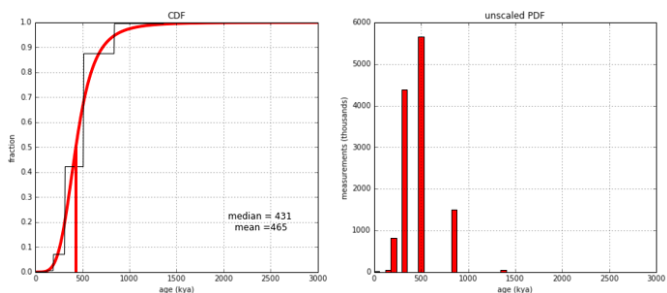 CDF
1.0
0.9
0.8
0.7
0.6
0.5
0.4
0.3
0.2
0.1
0.0
fraction
median = 431
mean =465
0 500 1000 1500 2000 2500 3000
age (kya)
unscaled PDF
6000
5000
4000
3000
2000
1000
0
measurements (thousands)
0 500 1000 1500 2000 2500 3000
age (kya)